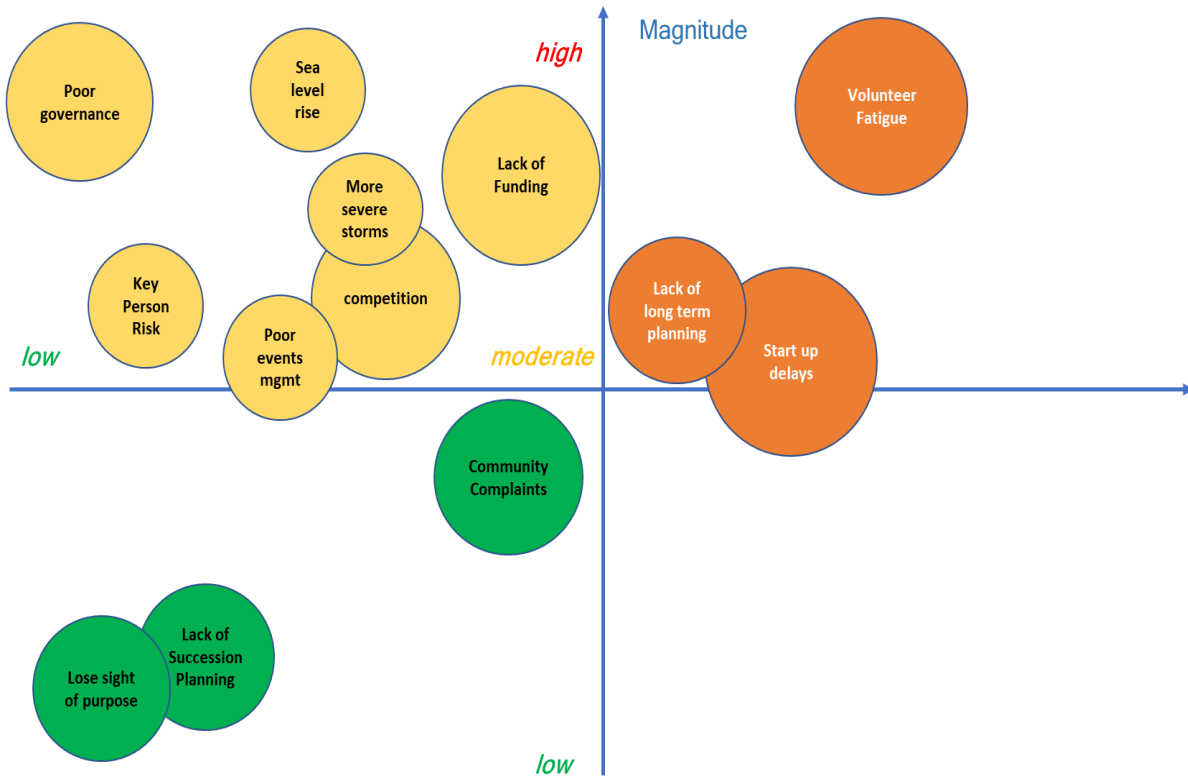 Magnitude
high
Poor
governance
Sea
level
rise
Volunteer
Fatigue
Lack of
Funding
More
severe
storms
Key
Person
Risk
competition
Lack of
long term
planning
Poor
events
mgmt
Start up
delays
low
moderate
Community
Complaints
Lack of
Succession
Planning
Lose sight
of purpose
low